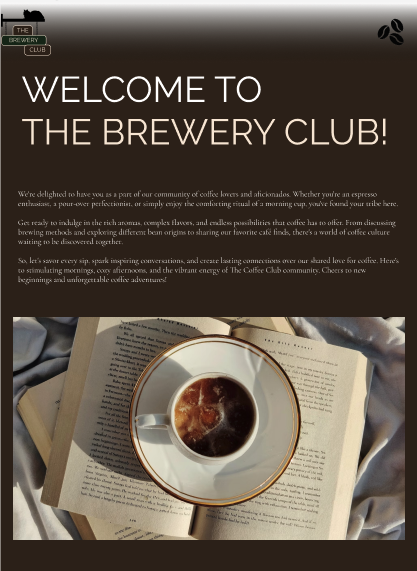 THE
BREWERY
CLUB
WELCOME TO
THE BREWERY CLUB!
We're delighted to have you as a part of our community of coffee lovers and aficionados. Whether you're an espresso
enthusiast, a pour-over perfectionist, or simply enjoy the comforting ritual of a morning cup, you've found your tribe here.
Get ready to indulge in the rich aromas, complex flavors, and endless possibilities that coffee has to offer. From discussing
brewing methods and exploring different bean origins to sharing our favorite café finds, there's a world of coffee culture
waiting to be discovered together.
So, let's savor every sip, spark inspiring conversations, and create lasting connections over our shared love for coffee. Here's
to stimulating mornings, cozy afternoons, and the vibrant energy of The Coffee Club community. Cheers to new
beginnings and unforgettable coffee adventures!